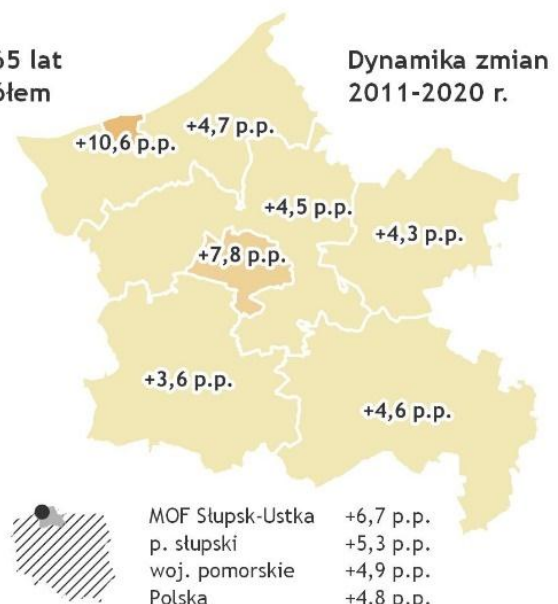 65 lat
Dynamika zmian
2011-2020 r.
+4,7 p.p.
+10,6 p.p.
+4,5 p.p.
+4,3 p.p.
+7,8 p.p.
+3,6 p.p.
+4,6 p.p.
MOF Słupsk-Ustka +6,7 p.p.
p. słupski +5,3 p.p.
woj. pomorskie +4,9 p.p.
Polska +4,8 p.p.